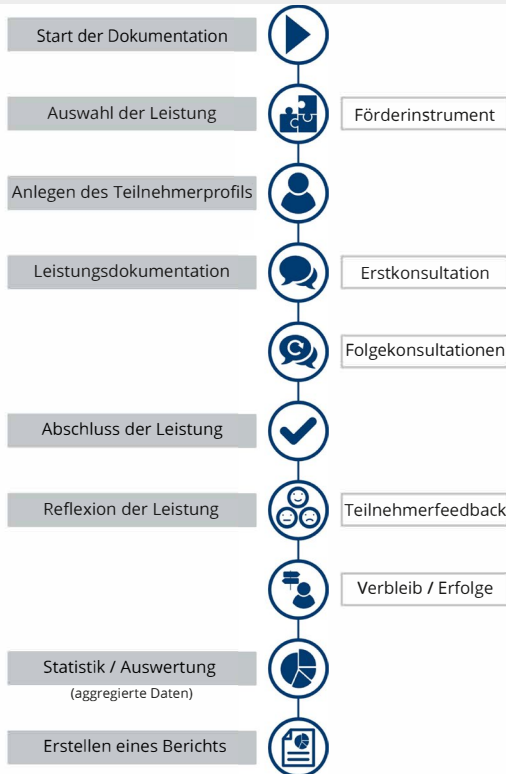 Start der Dokumentation
Auswahl der Leistung
Förderinstrument
Anlegen des Teilnehmerprofils
Leistungsdokumentation
Erstkonsultation
Folgekonsultationen
Abschluss der Leistung
Reflexion der Leistung
Teilnehmerfeedback
Verbleib / Erfolge
Statistik / Auswertung
(aggregierte Daten)
Erstellen eines Berichts